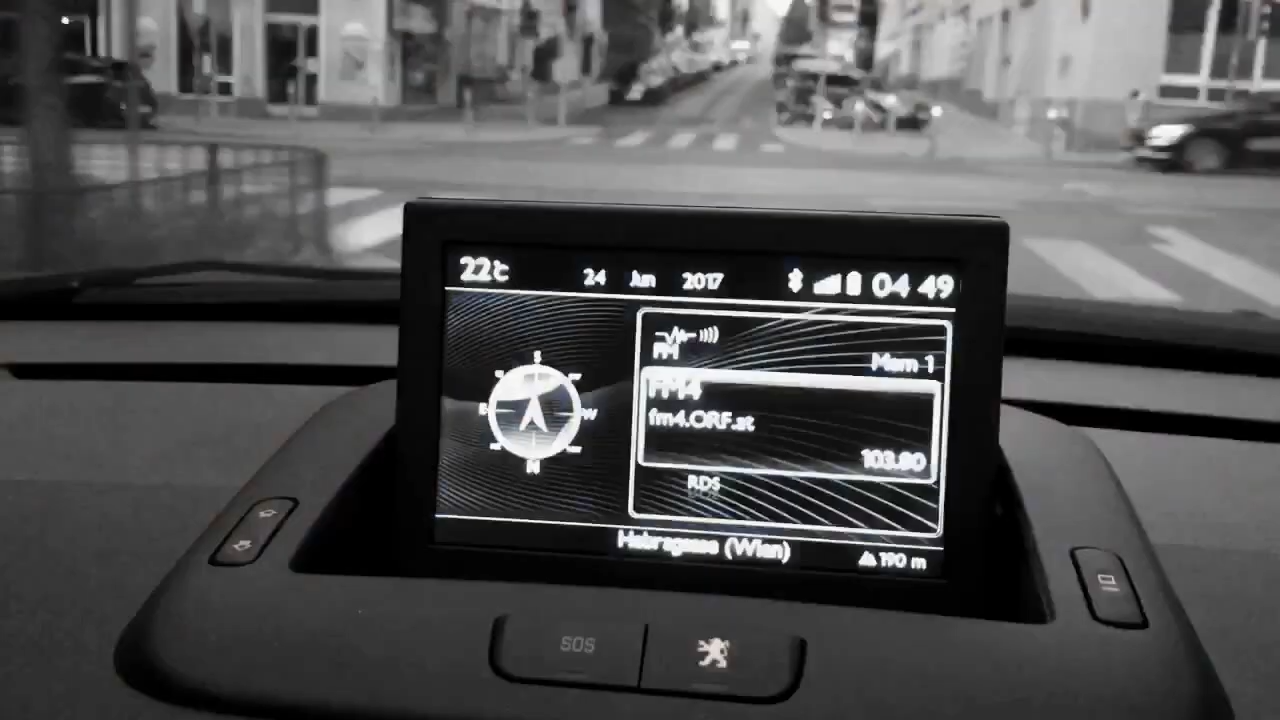 22°C 24 Jun 2017 04 49
S
E W
N
FM
Mem 1
FM4
fm4.ORF.at
103.80
RDS
(Wien) 190 m
SOS